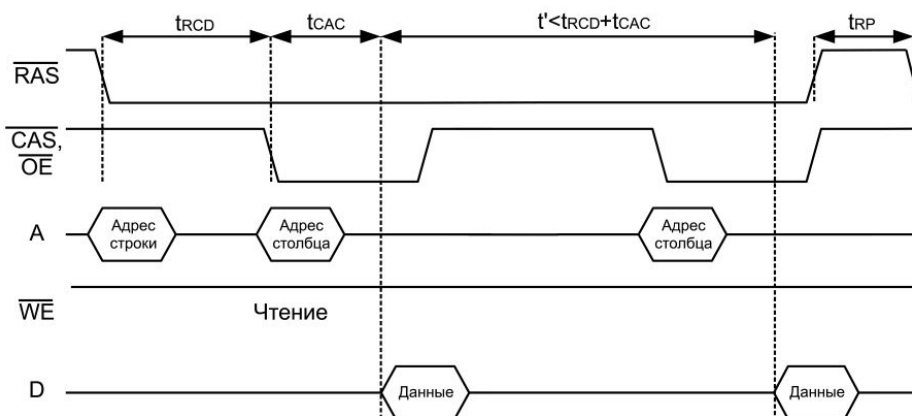 tRCD tCAC t'<tRCD+tCAC tRP
RAS
CAS,
OE
A Адрес строки Адрес столбца Адрес столбца
WE
Чтение
D Данные Данные